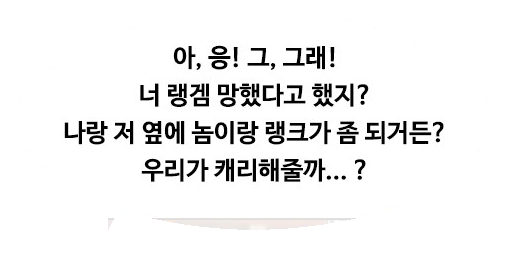 아, 응! 그, 그래!
너 랭겜 망했다고 했지?
나랑 저 옆에 놈이랑 랭크가 좀 되거든?
우리가 캐리해줄까... ?